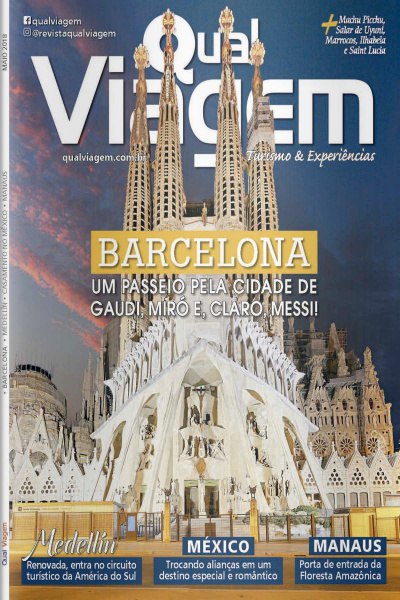 qualviagem
@revistaqualviagem
Qual
Viagem
Turismo & Experiências
qualviagem.com.br
+ Machu Picchu,
Salar de Uyuni,
Marrocos, Ilhabela
e Saint Lucia
BARCELONA
UM PASSEIO PELA CIDADE DE
GAUDÍ, MIRÓ E, CLARO, MESSI!
Medellín
Renovada, entra no circuito
turístico da América do Sul
MÉXICO
Trocando alianças em um
destino especial e romântico
MANAUS
Porta de entrada da
Floresta Amazônica
MAIO 2018
• BARCELONA • MEDELLÍN • CASAMENTO NO MÉXICO • MANAUS
Qual Viagem